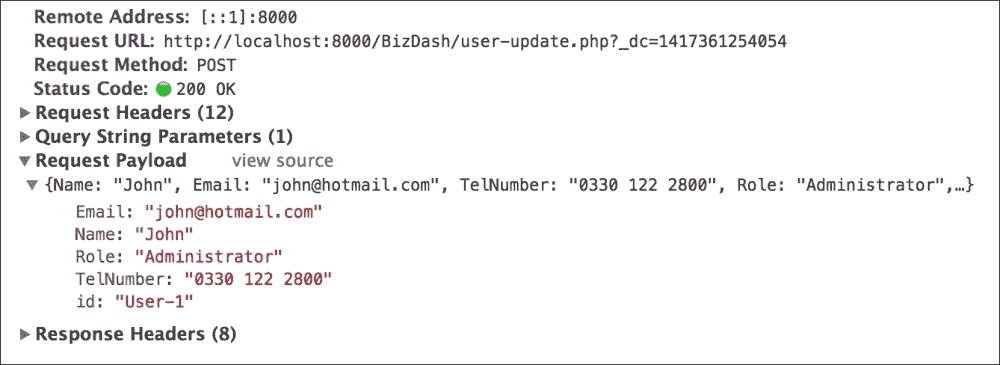 Remote Address: [::1]:8000
Request URL: http://localhost:8000/BizDash/user-update.php?_dc=1417361254054
Request Method: POST
Status Code: 200 OK
Request Headers (12)
Query String Parameters (1)
Request Payload view source
{Name: "John", Email: "john@hotmail.com", TelNumber: "0330 122 2800", Role: "Administrator",…}
Email: "john@hotmail.com"
Name: "John"
Role: "Administrator"
TelNumber: "0330 122 2800"
id: "User-1"
Response Headers (8)